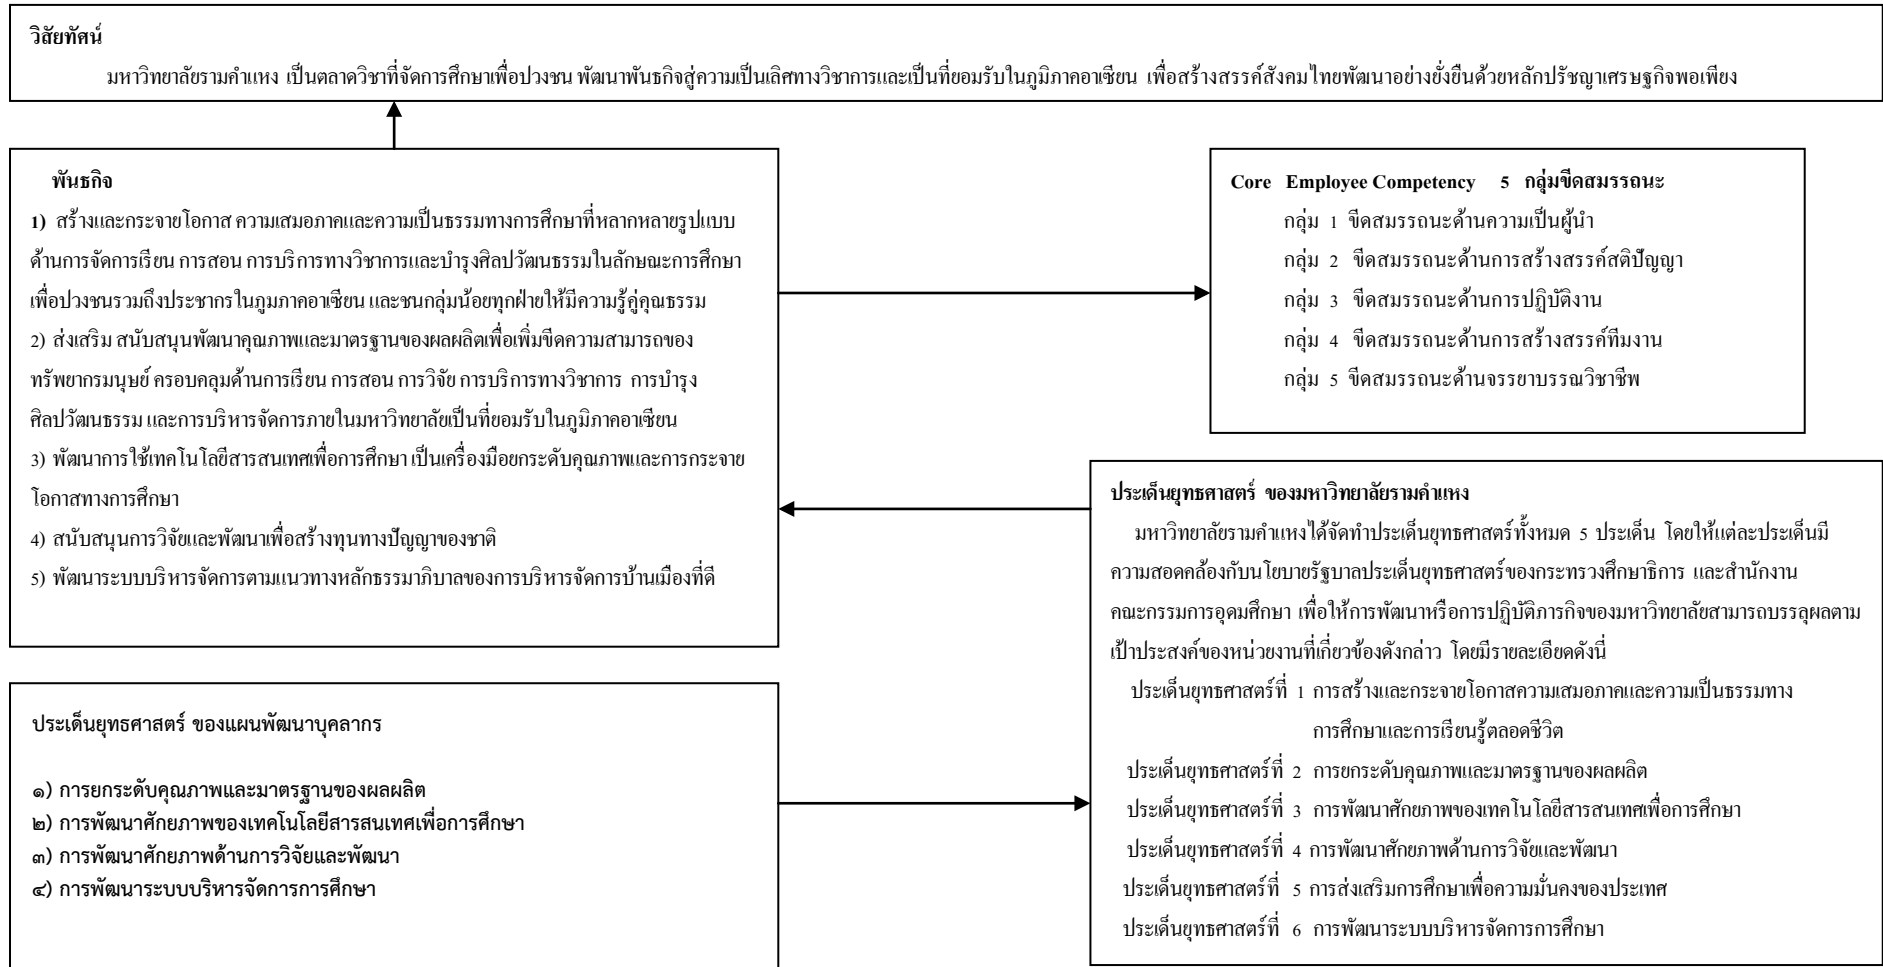 วิสัยทัศน์
มหาวิทยาลัยรามคำแหง เป็นตลาดวิชาที่จัดการศึกษาเพื่อปวงชน พัฒนาพันธกิจสู่ความเป็นเลิศทางวิชาการและเป็นที่ยอมรับในภูมิภาคอาเซียน เพื่อสร้างสรรค์สังคมไทยพัฒนาอย่างยั่งยืนด้วยหลักปรัชญาเศรษฐกิจพอเพียง
พันธกิจ
1) สร้างและกระจายโอกาส ความเสมอภาคและความเป็นธรรมทางการศึกษาที่หลากหลายรูปแบบ
ด้านการจัดการเรียน การสอน การบริการทางวิชาการและบำรุงศิลปวัฒนธรรมในลักษณะการศึกษา
เพื่อปวงชนรวมถึงประชากรในภูมภาคอาเซียน และชนกลุ่มน้อยทุกฝ่ายให้มีความรู้คู่คุณธรรม
2) ส่งเสริม สนับสนุนพัฒนาคุณภาพและมาตรฐานของผลผลิตเพื่อเพิ่มขีดความสามารถของ
ทรัพยากรมนุษย์ ครอบคลุมด้านการเรียน การสอน การวิจัย การบริการทางวิชาการ การบำรุง
ศิลปวัฒนธรรม และการบริหารจัดการภายในมหาวิทยาลัยเป็นที่ยอมรับในภูมิภาคอาเซียน
3) พัฒนาการใช้เทคโนโลยีสารสนเทศเพื่อการศึกษา เป็นเครื่องมือยกระดับคุณภาพและการกระจาย
โอกาสทางการศึกษา
4) สนับสนุนการวิจัยและพัฒนาเพื่อสร้างทุนทางปัญญาของชาติ
5) พัฒนาระบบบริหารจัดการตามแนวทางหลักธรรมาภิบาลของการบริหารจัดการบ้านเมืองที่ดี
Core Employee Competency 5 กลุ่มขีดสมรรถนะ
กลุ่ม 1 ขีดสมรรถนะด้านความเป็นผู้นำ
กลุ่ม 2 ขีดสมรรถนะด้านการสร้างสรรค์สติปัญญา
กลุ่ม 3 ขีดสมรรถนะด้านการปฏิบัติงาน
กลุ่ม 4 ขีดสมรรถนะด้านการสร้างสรรค์ทีมงาน
กลุ่ม 5 ขีดสมรรถนะด้านจรรยาบรรณวิชาชีพ
ประเด็นยุทธศาสตร์ ของมหาวิทยาลัยรามคำแหง
มหาวิทยาลัยรามคำแหงได้จัดทำประเด็นยุทธศาสตร์ทั้งหมด 5 ประเด็น โดยให้แต่ละประเด็นมี
ความสอดคล้องกับนโยบายรัฐบาลประเด็นยุทธศาสตร์ของกระทรวงศึกษาธิการ และสำนักงาน
คณะกรรมการอุดมศึกษา เพื่อให้การพัฒนาหรือการปฏิบัติภารกิจของมหาวิทยาลัยสามารถบรรลุผลตาม
เป้าประสงค์ของหน่วยงานที่เกี่ยวข้องดังกล่าว โดยมีรายละเอียดดังนี่
ประเด็นยุทธศาสตร์ที่ 1 การสร้างและกระจายโอกาสความเสมอภาคและความเป็นธรรมทาง
การศึกษาและการเรียนรู้ตลอดชีวิต
ประเด็นยุทธศาสตร์ที่ 2 การยกระดับคุณภาพและมาตรฐานของผลผลิต
ประเด็นยุทธศาสตร์ที่ 3 การพัฒนาศักยภาพของเทคโนโลยีสารสนเทศเพื่อการศึกษา
ประเด็นยุทธศาสตร์ที่ 4 การพัฒนาศักยภาพด้านการวิจัยและพัฒนา
ประเด็นยุทธศาสตร์ที่ 5 การส่งเสริมการศึกษาเพื่อความมั่นคงของประเทศ
ประเด็นยุทธศาสตร์ที่ 6 การพัฒนาระบบบริหารจัดการการศึกษา
ประเด็นยุทธศาสตร์ ของแผนพัฒนาบุคลากร
๑) การยกระดับคุณภาพและมาตรฐานของผลผลิต
๒) การพัฒนาศักยภาพของเทคโนโลยีสารสนเทศเพื่อการศึกษา
๓) การพัฒนาศักยภาพด้านการวิจัยและพัฒนา
๔) การพัฒนาระบบบริหารจัดการการศึกษา